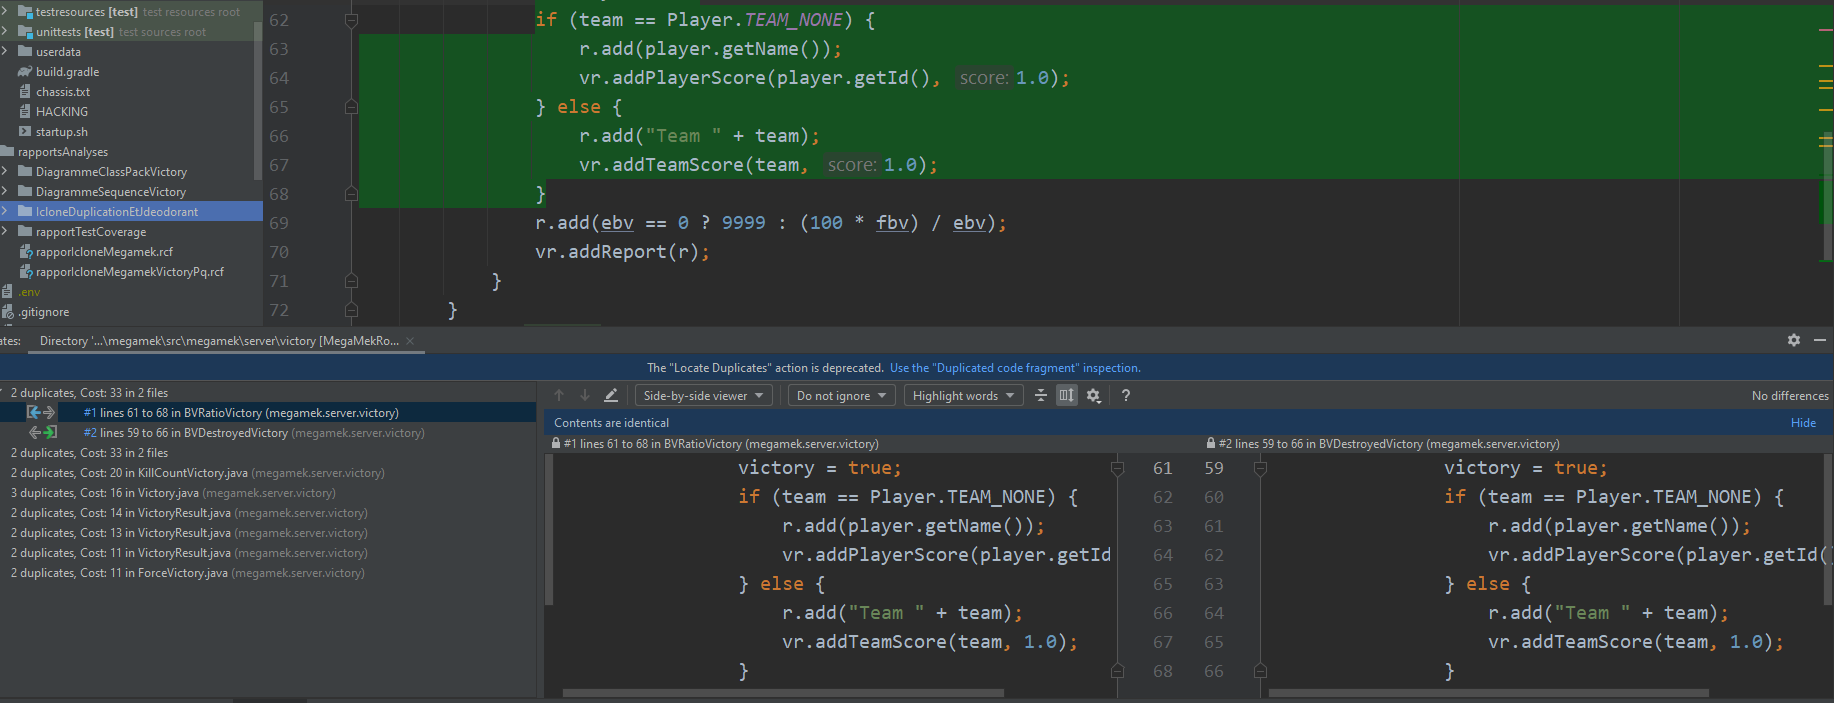 testresources [test] test resources root
unittests [test] test sources root
userdata
build.gradle
chassis.txt
HACKING
startup.sh
rapportsAnalyses
DiagrammeClassPackVictory
DiagrammeSequenceVictory
IcloneDuplicationEtJdeodorant
rapportTestCoverage
rapporIcloneMegamek.rcf
rapporIcloneMegamekVictoryPq.rcf
.env
.gitignore
62 if (team == Player.TEAM_NONE) {
63 r.add(player.getName());
64 vr.addPlayerScore(player.getId(), score: 1.0);
65 } else {
66 r.add("Team " + team);
67 vr.addTeamScore(team, score: 1.0);
68 }
69 r.add(ebv == 0 ? 9999 : (100 * fbv) / ebv);
70 vr.addReport(r);
71 }
72 }
ates: Directory '...\megamek\src\megamek\server\victory [MegaMekRo...
The "Locate Duplicates" action is deprecated. Use the "Duplicated code fragment" inspection.
2 duplicates, Cost: 33 in 2 files
#1 lines 61 to 68 in BVRatioVictory (megamek.server.victory)
#2 lines 59 to 66 in BVDestroyedVictory (megamek.server.victory)
2 duplicates, Cost: 33 in 2 files
2 duplicates, Cost: 20 in KillCountVictory.java (megamek.server.victory)
3 duplicates, Cost: 16 in Victory.java (megamek.server.victory)
2 duplicates, Cost: 14 in VictoryResult.java (megamek.server.victory)
2 duplicates, Cost: 13 in VictoryResult.java (megamek.server.victory)
2 duplicates, Cost: 11 in VictoryResult.java (megamek.server.victory)
2 duplicates, Cost: 11 in ForceVictory.java (megamek.server.victory)
Side-by-side viewer Do not ignore Highlight words ? No differences
Contents are identical Hide
#1 lines 61 to 68 in BVRatioVictory (megamek.server.victory) #2 lines 59 to 66 in BVDestroyedVictory (megamek.server.victory)
victory = true; 61 59 victory = true;
if (team == Player.TEAM_NONE) { 62 60 if (team == Player.TEAM_NONE) {
r.add(player.getName()); 63 61 r.add(player.getName());
vr.addPlayerScore(player.getId 64 62 vr.addPlayerScore(player.getId(
} else { 65 63 } else {
r.add("Team " + team); 66 64 r.add("Team " + team);
vr.addTeamScore(team, 1.0); 67 65 vr.addTeamScore(team, 1.0);
} 68 66 }